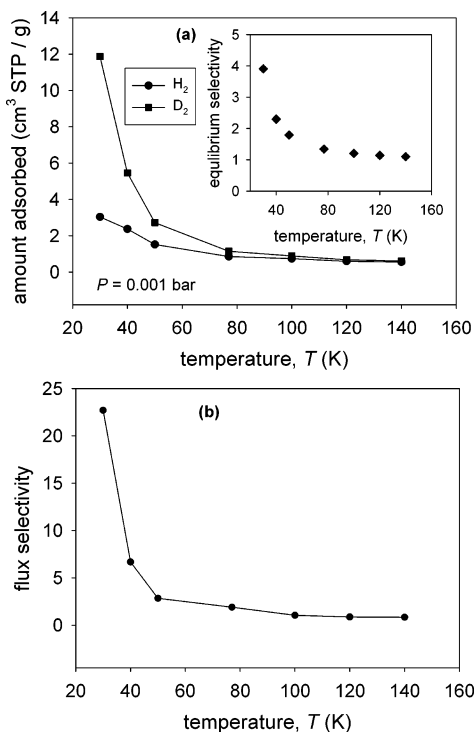 (a)
14
12
10
8
6
4
2
0
amount adsorbed (cm³ STP / g)
H₂
D₂
P = 0.001 bar
20 40 60 80 100 120 140 160
temperature, T (K)
5
4
3
2
1
0
equlibrium selectivity
40 80 120 160
temperature, T (K)
(b)
25
20
15
10
5
0
flux selectivity
20 40 60 80 100 120 140 160
temperature, T (K)